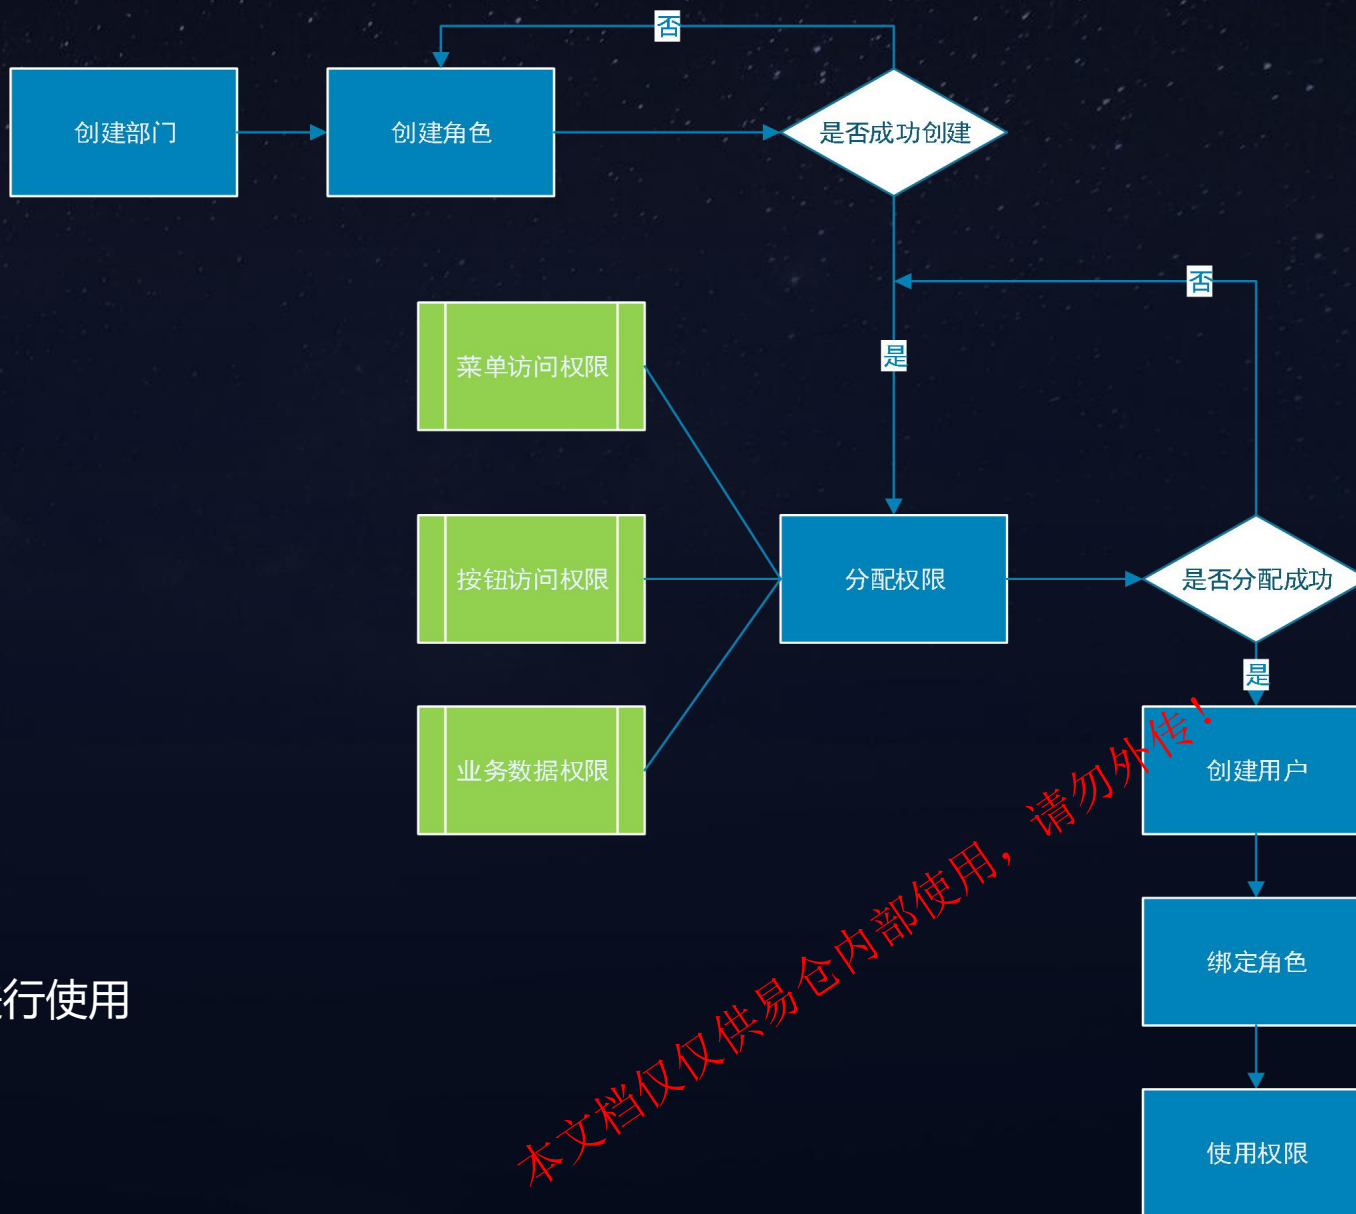 否
创建部门
创建角色
是否成功创建
否
是
菜单访问权限
按钮访问权限
分配权限
是否分配成功
是
业务数据权限
创建用户
绑定角色
行使用
使用权限
本文档仅仅供易仓内部使用，请勿外传！